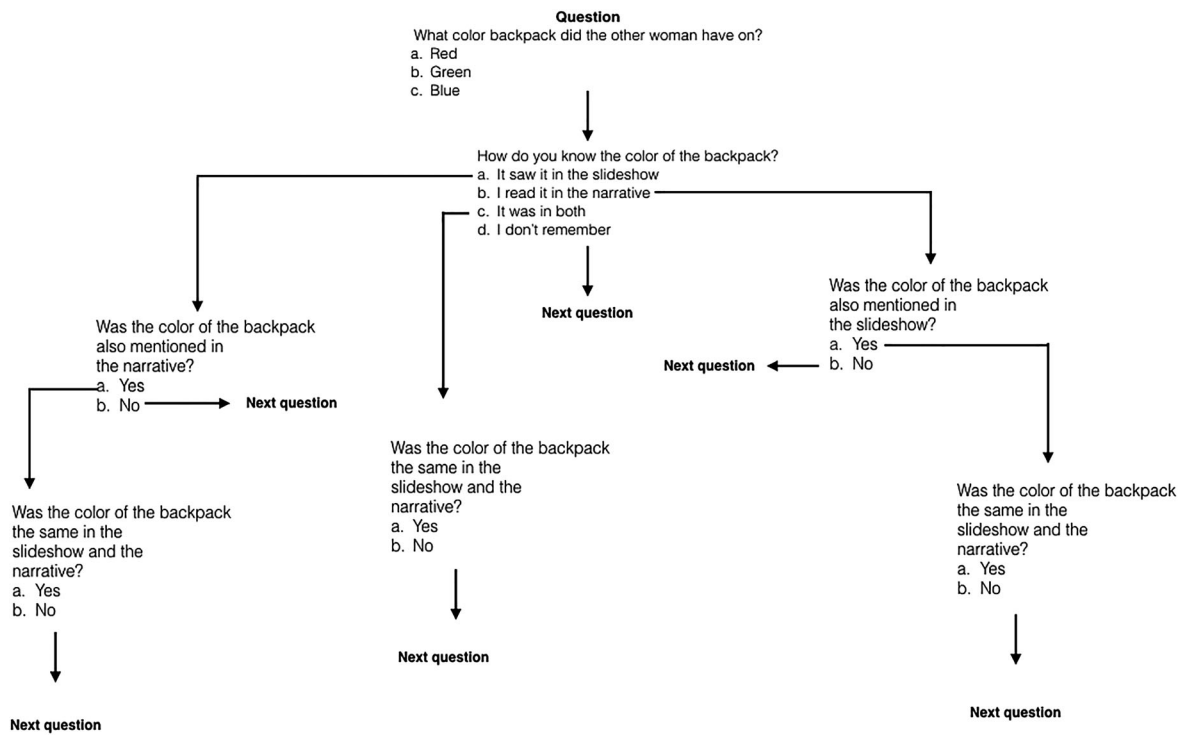 Question
What color backpack did the other woman have on?
a. Red
b. Green
c. Blue
How do you know the color of the backpack?
a. It saw it in the slideshow
b. I read it in the narrative
c. It was in both
d. I don't remember
Next question
Was the color of the backpack
also mentioned in
the narrative?
a. Yes
b. No
Next question
Was the color of the backpack
the same in the
slideshow and the
narrative?
a. Yes
b. No
Next question
Was the color of the backpack
the same in the
slideshow and the
narrative?
a. Yes
b. No
Next question
Was the color of the backpack
also mentioned in
the slideshow?
a. Yes
b. No
Next question
Was the color of the backpack
the same in the
slideshow and the
narrative?
a. Yes
b. No
Next question